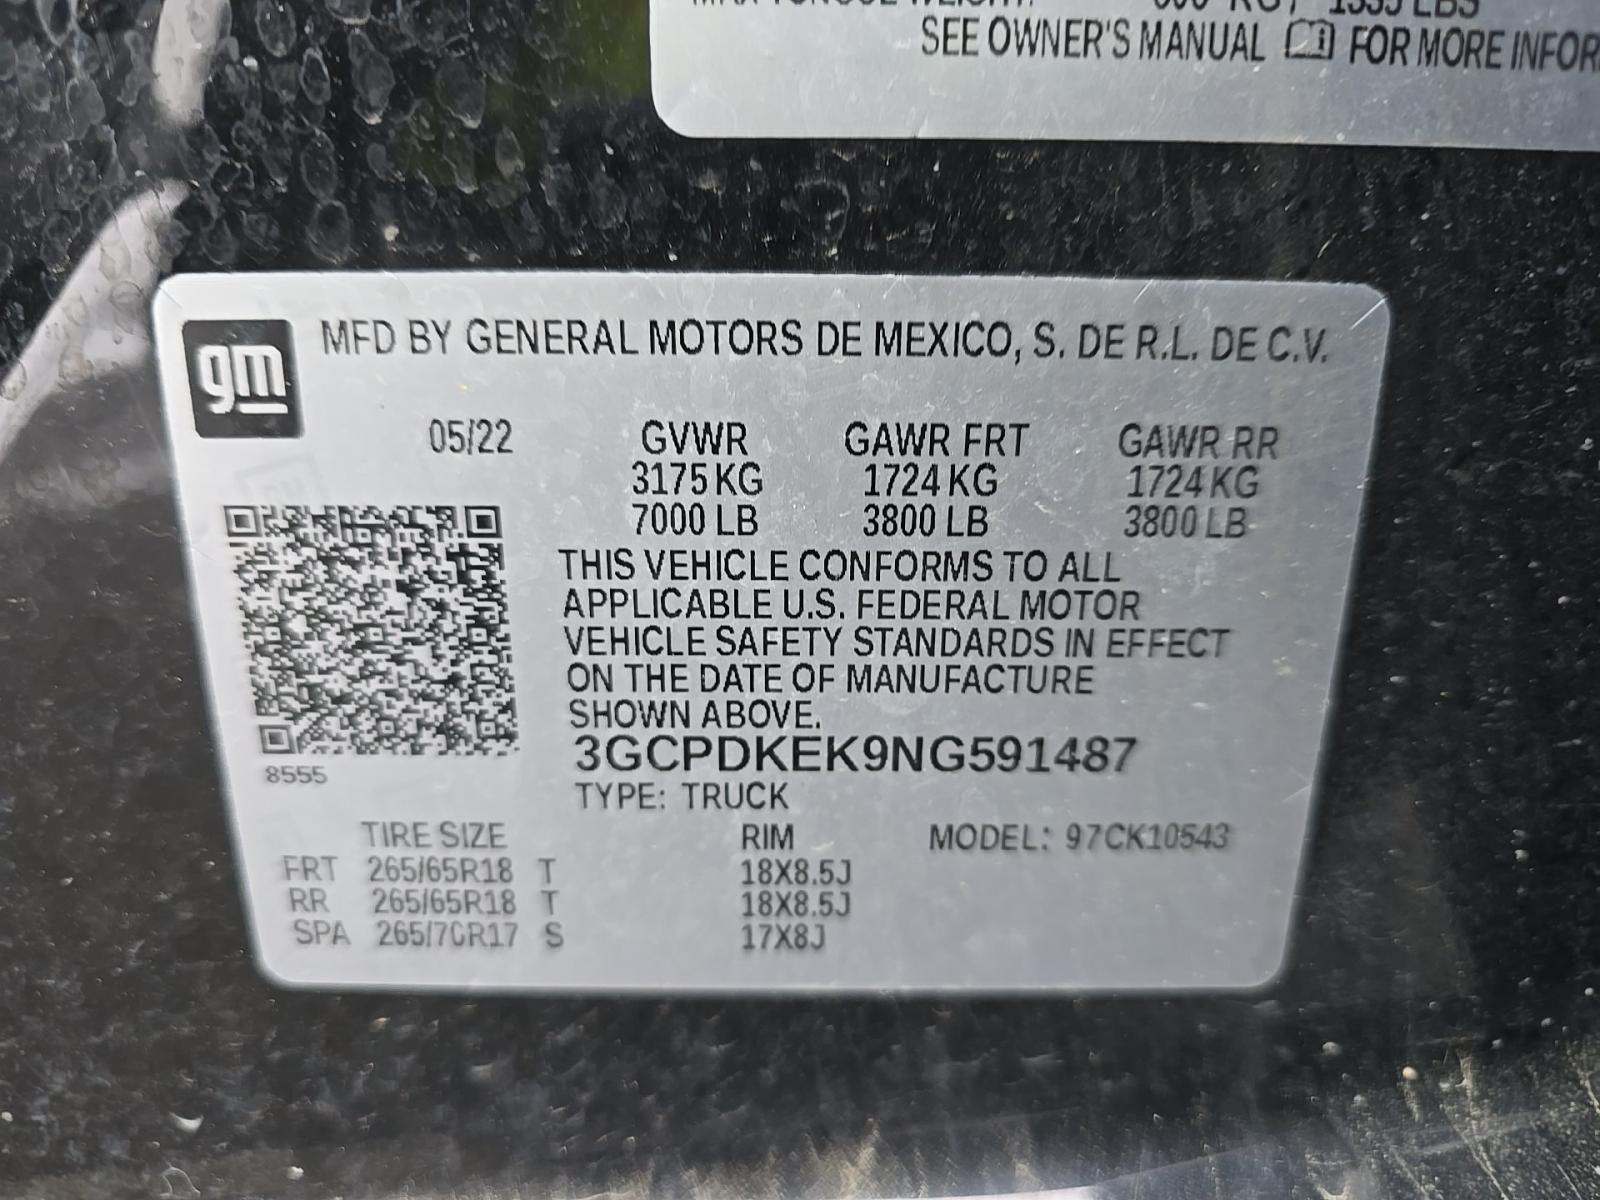 SEE OWNER'S MANUAL FOR MORE
gm MFD BY GENERAL MOTORS DE MEXICO, S. DE R.L. DE C.V.
05/22 GVWR GAWR FRT GAWR RR
3175 KG 1724 KG 1724 KG
7000 LB 3800 LB 3800 LB
THIS VEHICLE CONFORMS TO ALL
APPLICABLE U.S. FEDERAL MOTOR
VEHICLE SAFETY STANDARDS IN EFFECT
ON THE DATE OF MANUFACTURE
SHOWN ABOVE.
3GCPDKEK9NG591487
8555
TYPE: TRUCK
TIRE SIZE RIM MODEL: 97CK10543
FRT 265/65R18 T 18X8.5J
RR 265/65R18 T 18X8.5J
SPA 265/70R17 S 17X8J